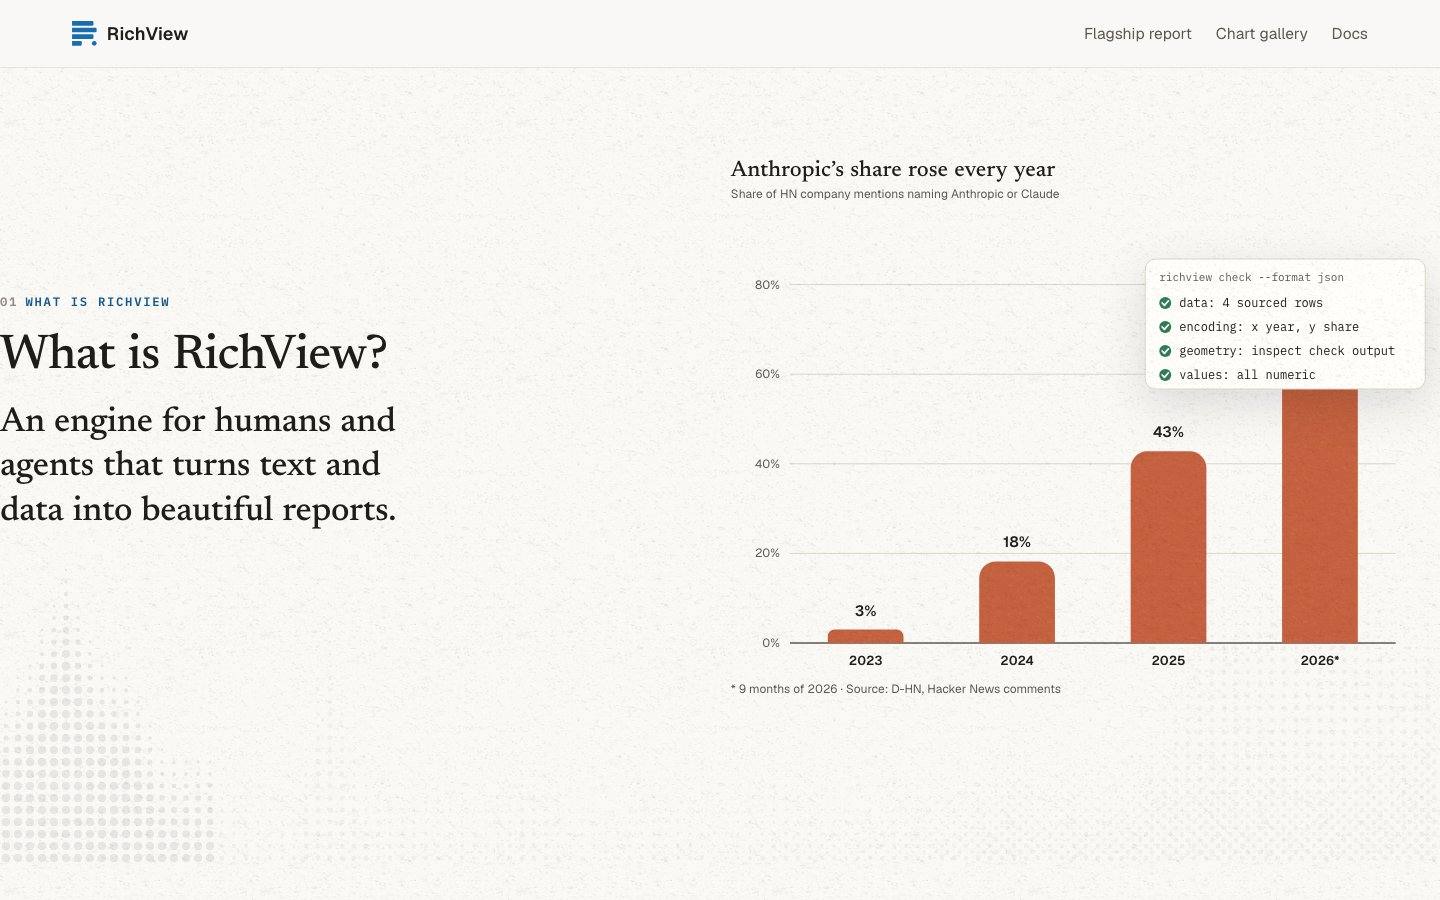 RichView
Flagship report
Chart gallery
Docs
01 WHAT IS RICHVIEW
What is RichView?
An engine for humans and
agents that turns text and
data into beautiful reports.
Anthropic’s share rose every year
Share of HN company mentions naming Anthropic or Claude
richview check --format json
data: 4 sourced rows
encoding: x year, y share
geometry: inspect check output
values: all numeric
80%
60%
40%
20%
0%
3%
18%
43%
2023
2024
2025
2026*
* 9 months of 2026 · Source: D-HN, Hacker News comments